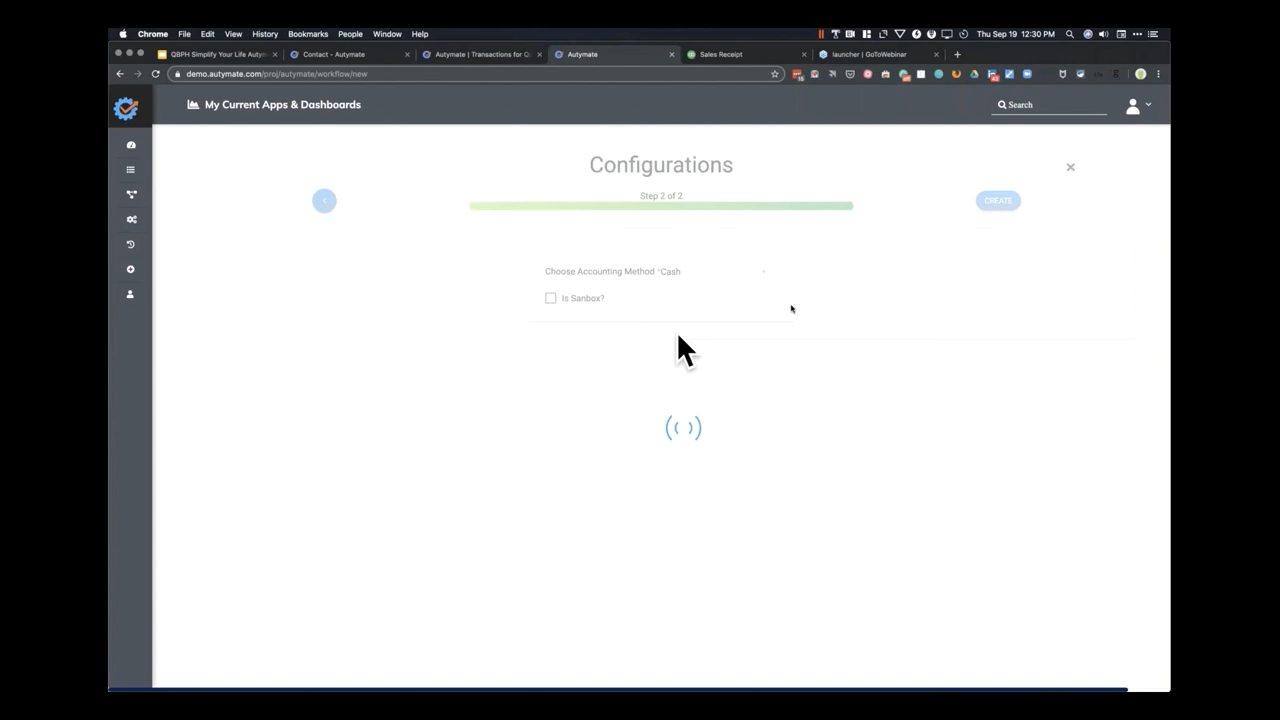 Chrome File Edit View History Bookmarks People Window Help Thu Sep 19 12:30 PM
QBPH Simplify Your Life Autym
Contact - Autymate
Autymate | Transactions for Q
Autymate
Sales Receipt
launcher | GoToWebinar
demo.autymate.com/proj/autymate/workflow/new
My Current Apps & Dashboards
Search
Configurations
Step 2 of 2
CREATE
Choose Accounting Method *Cash
Is Sanbox?